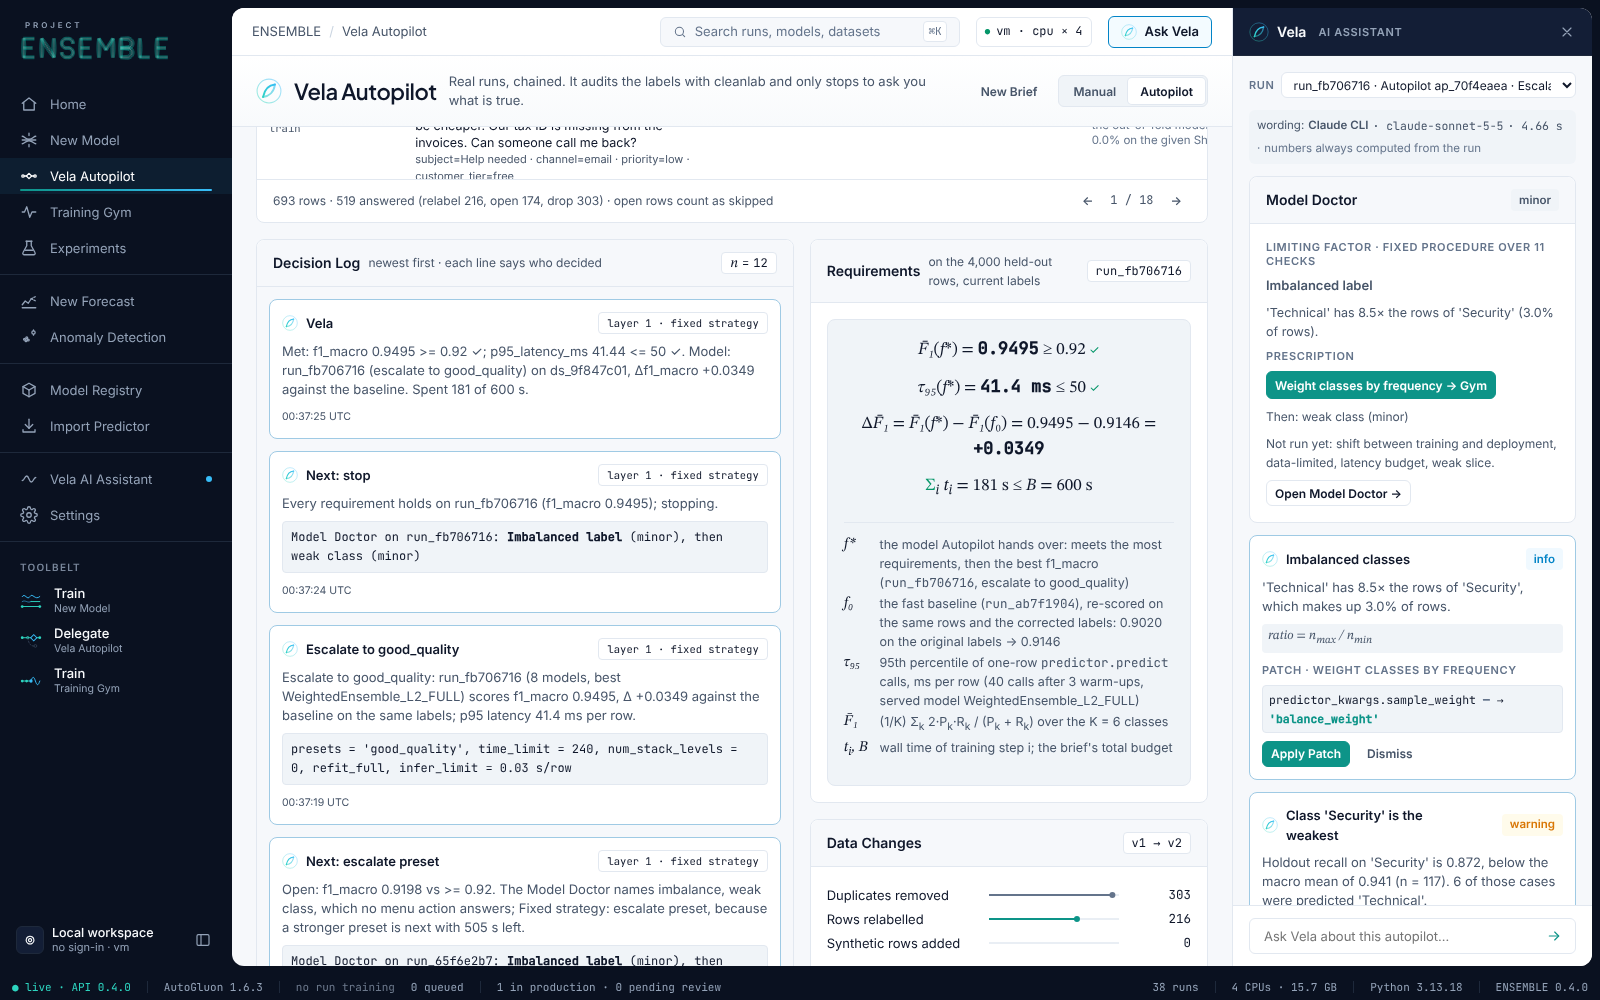 PROJECT
ENSEMBLE
Home
New Model
Vela Autopilot
Training Gym
Experiments
New Forecast
Anomaly Detection
Model Registry
Import Predictor
Vela AI Assistant
Settings
TOOLBELT
Train
New Model
Delegate
Vela Autopilot
Train
Training Gym
Local workspace
no sign-in · vm
ENSEMBLE / Vela Autopilot
Search runs, models, datasets ⌘K
vm · cpu × 4
Ask Vela
Vela Autopilot
Real runs, chained. It audits the labels with cleanlab and only stops to ask you
what is true.
New Brief
Manual
Autopilot
train
be cheaper. Our tax ID is missing from the
invoices. Can someone call me back?
subject=Help needed · channel=email · priority=low ·
customer_tier=free
the out-of-fold model
0.0% on the given Sh
693 rows · 519 answered (relabel 216, open 174, drop 303) · open rows count as skipped
← 1 / 18 →
Decision Log newest first · each line says who decided n = 12
Vela layer 1 · fixed strategy
Met: f1_macro 0.9495 >= 0.92 ✓; p95_latency_ms 41.44 <= 50 ✓. Model:
run_fb706716 (escalate to good_quality) on ds_9f847c01, Δf1_macro +0.0349
against the baseline. Spent 181 of 600 s.
00:37:25 UTC
Next: stop layer 1 · fixed strategy
Every requirement holds on run_fb706716 (f1_macro 0.9495); stopping.
Model Doctor on run_fb706716: Imbalanced label (minor), then
weak class (minor)
00:37:24 UTC
Escalate to good_quality layer 1 · fixed strategy
Escalate to good_quality: run_fb706716 (8 models, best
WeightedEnsemble_L2_FULL) scores f1_macro 0.9495, Δ +0.0349 against the
baseline on the same labels; p95 latency 41.4 ms per row.
presets = 'good_quality', time_limit = 240, num_stack_levels =
0, refit_full, infer_limit = 0.03 s/row
00:37:19 UTC
Next: escalate preset layer 1 · fixed strategy
Open: f1_macro 0.9198 vs >= 0.92. The Model Doctor names imbalance, weak
class, which no menu action answers; Fixed strategy: escalate preset, because
a stronger preset is next with 505 s left.
Model Doctor on run_65f6e2b7: Imbalanced label (minor), then
Requirements on the 4,000 held-out
rows, current labels
run_fb706716
F̄₁(f*) = 0.9495 ≥ 0.92 ✓
τ₉₅(f*) = 41.4 ms ≤ 50 ✓
ΔF̄₁ = F̄₁(f*) − F̄₁(f₀) = 0.9495 − 0.9146 =
+0.0349
Σᵢ tᵢ = 181 s ≤ B = 600 s
f* the model Autopilot hands over: meets the most
requirements, then the best f1_macro
(run_fb706716, escalate to good_quality)
f₀ the fast baseline (run_ab7f1904), re-scored on
the same rows and the corrected labels: 0.9020
on the original labels → 0.9146
τ₉₅ 95th percentile of one-row predictor.predict
calls, ms per row (40 calls after 3 warm-ups,
served model WeightedEnsemble_L2_FULL)
F̄₁ (1/K) Σₖ 2·Pₖ·Rₖ / (Pₖ + Rₖ) over the K = 6 classes
tᵢ, B wall time of training step i; the brief's total budget
Data Changes v1 → v2
Duplicates removed 303
Rows relabelled 216
Synthetic rows added 0
Vela AI ASSISTANT
RUN run_fb706716 · Autopilot ap_70f4eaea · Escala
wording: Claude CLI · claude-sonnet-5-5 · 4.66 s
· numbers always computed from the run
Model Doctor minor
LIMITING FACTOR · FIXED PROCEDURE OVER 11
CHECKS
Imbalanced label
'Technical' has 8.5× the rows of 'Security' (3.0%
of rows).
PRESCRIPTION
Weight classes by frequency → Gym
Then: weak class (minor)
Not run yet: shift between training and deployment,
data-limited, latency budget, weak slice.
Open Model Doctor →
Imbalanced classes info
'Technical' has 8.5× the rows of 'Security',
which makes up 3.0% of rows.
ratio = n_max / n_min
PATCH · WEIGHT CLASSES BY FREQUENCY
predictor_kwargs.sample_weight — →
'balance_weight'
Apply Patch Dismiss
Class 'Security' is the
weakest
warning
Holdout recall on 'Security' is 0.872, below the
macro mean of 0.941 (n = 117). 6 of those cases
were predicted 'Technical'.
Ask Vela about this autopilot... →
live · API 0.4.0 AutoGluon 1.6.3 no run training 0 queued 1 in production · 0 pending review 38 runs 4 CPUs · 15.7 GB Python 3.13.18 ENSEMBLE 0.4.0